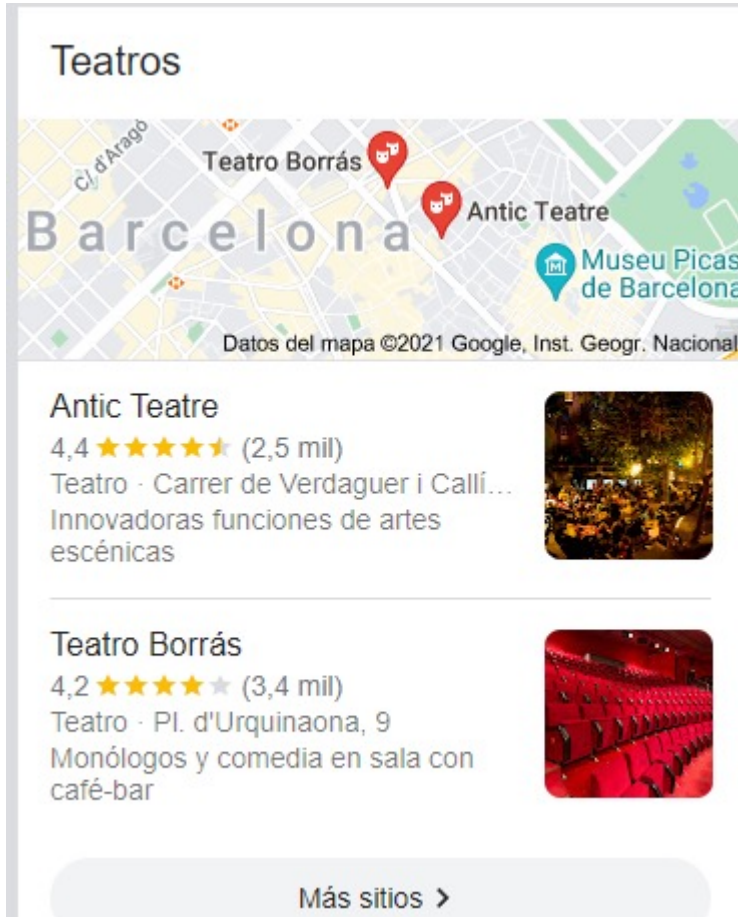 Teatros
C/ d'Aragó
Teatro Borrás
Antic Teatre
Barcelona
Museu Picas
de Barcelona
Datos del mapa ©2021 Google, Inst. Geogr. Nacional
Antic Teatre
4,4 (2,5 mil)
Teatro · Carrer de Verdaguer i Callí…
Innovadoras funciones de artes
escénicas
Teatro Borrás
4,2 (3,4 mil)
Teatro · Pl. d'Urquinaona, 9
Monólogos y comedia en sala con
café-bar
Más sitios